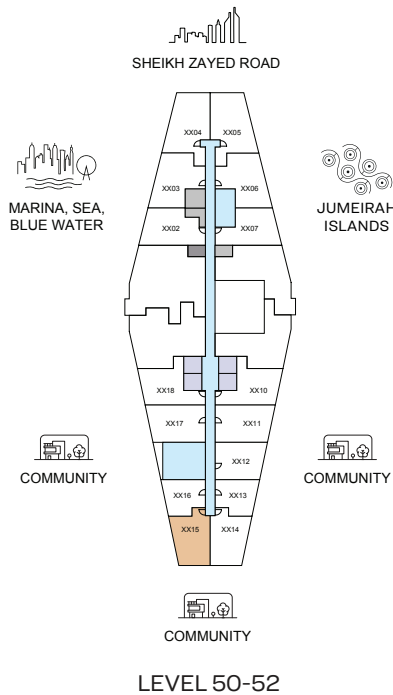 SHEIKH ZAYED ROAD
XX04 XX05
MARINA, SEA,
BLUE WATER
XX03 XX06
JUMEIRAH
ISLANDS
XX02 XX07
XX18 XX10
XX17 XX11
COMMUNITY
XX12
COMMUNITY
XX16 XX13
XX15 XX14
COMMUNITY
LEVEL 50-52